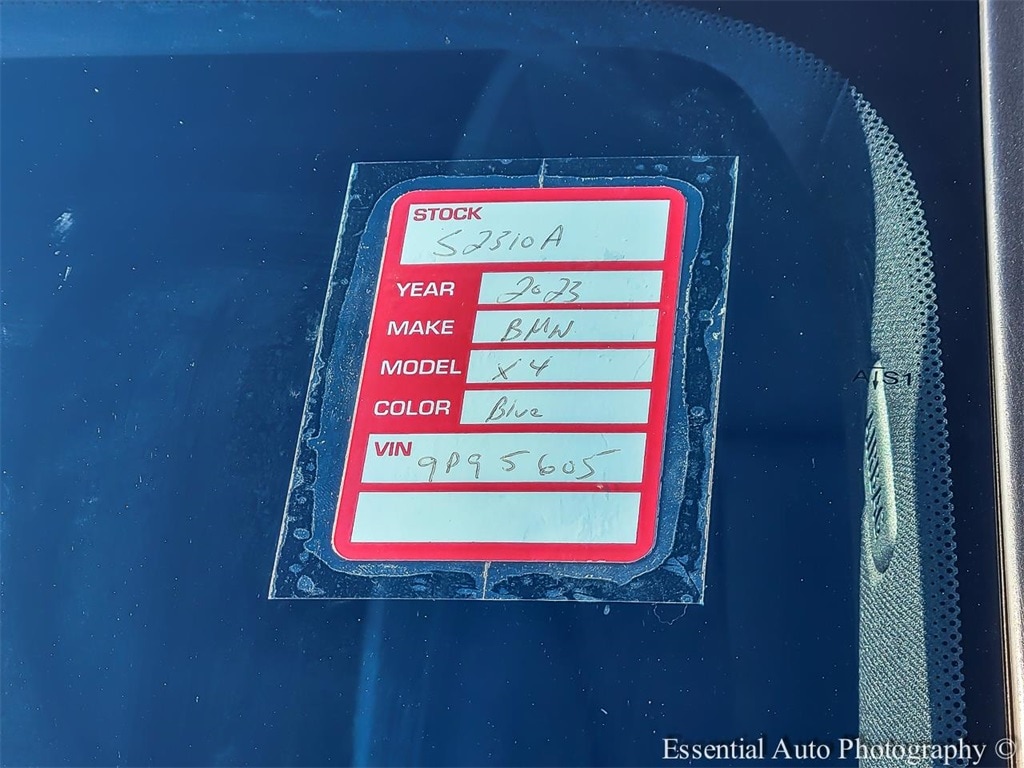 STOCK
S2310A
YEAR 2023
MAKE BMW
MODEL X4
COLOR Blue
VIN 9P95605
AS1
Essential Auto Photography ©